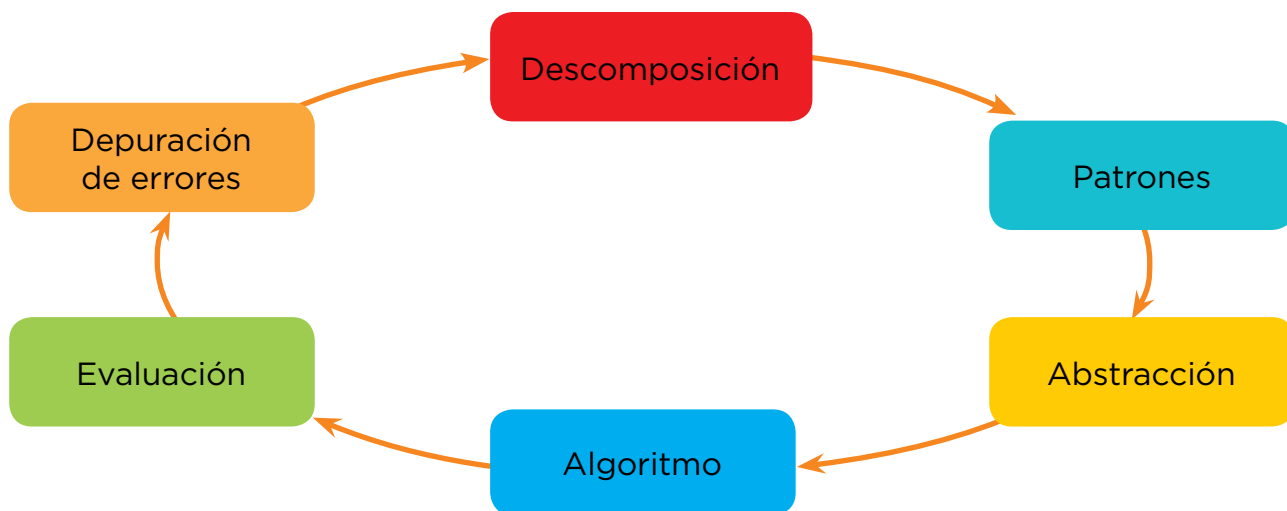 Descomposición
Patrones
Abstracción
Algoritmo
Evaluación
Depuración
de errores